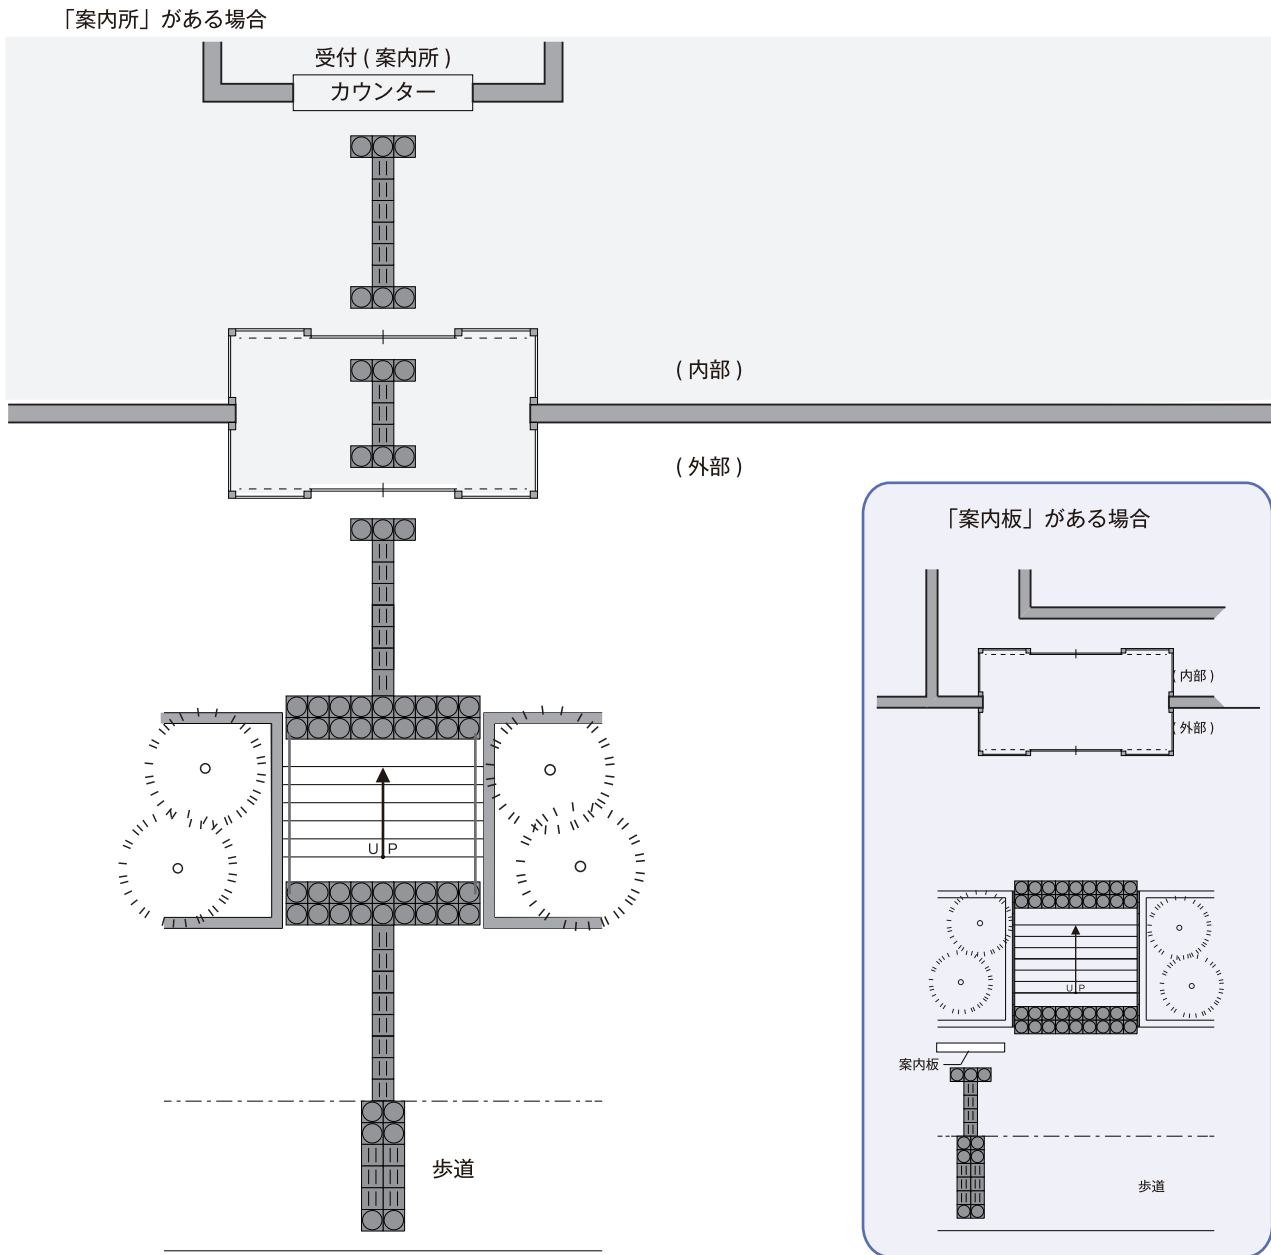 「案内所」がある場合
受付 ( 案内所 )
カウンター
( 内部 )
( 外部 )
UP
歩道
「案内板」がある場合
( 内部 )
( 外部 )
UP
案内板
歩道